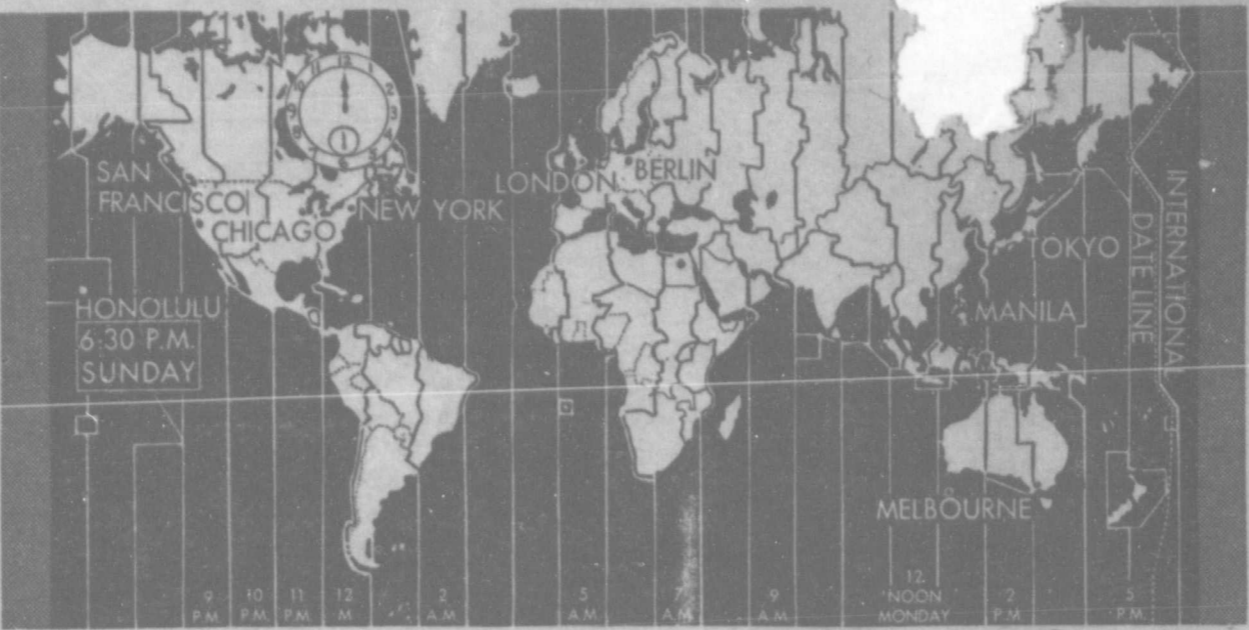 SAN
FRANCISCO
CHICAGO
NEW YORK
LONDON
BERLIN
HONOLULU
6:30 P.M.
SUNDAY
TOKYO
MANILA
MELBOURNE
INTERNATIONAL
DATE LINE
9
P.M.
10
P.M.
11
P.M.
12
M
2
A.M.
5
A.M.
7
A.M.
9
A.M.
12
NOON
MONDAY
2
P.M.
5
P.M.